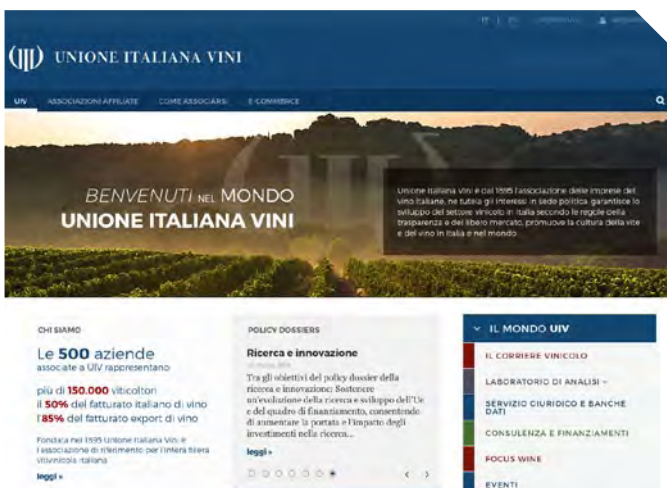 IT
UNIONE ITALIANA VINI
UIV ASSOCIAZIONI AFFILIATE COME ASSOCIARSI E-COMMERCE
BENVENUTI NEL MONDO
UNIONE ITALIANA VINI
Unione Italiana Vini è dal 1895 l'associazione delle imprese del
vino italiane, ne tutela gli interessi in sede politica, garantisce lo
sviluppo del settore vinicolo in Italia secondo le regole della
trasparenza e del libero mercato, promuove la cultura della vite
e del vino in Italia e nel mondo
CHI SIAMO
Le 500 aziende
associate a UIV rappresentano
più di 150.000 viticoltori
il 50% del fatturato italiano di vino
l'85% del fatturato export di vino
Fondata nel 1895 Unione Italiana Vini è
l'associazione di riferimento per l'intera filiera
vitivinicola italiana
leggi »
POLICY DOSSIERS
Ricerca e innovazione
Tra gli obiettivi del policy dossier della
ricerca e innovazione: Sostenere
un'evoluzione della ricerca e sviluppo dell'Ue
e del quadro di finanziamento, consentendo
di aumentare la portata e l'impatto degli
investimenti nella ricerca...
leggi »
IL MONDO UIV
IL CORRIERE VINICOLO
LABORATORIO DI ANALISI
SERVIZIO GIURIDICO E BANCHE
DATI
CONSULENZA E FINANZIAMENTI
FOCUS WINE
EVENTI